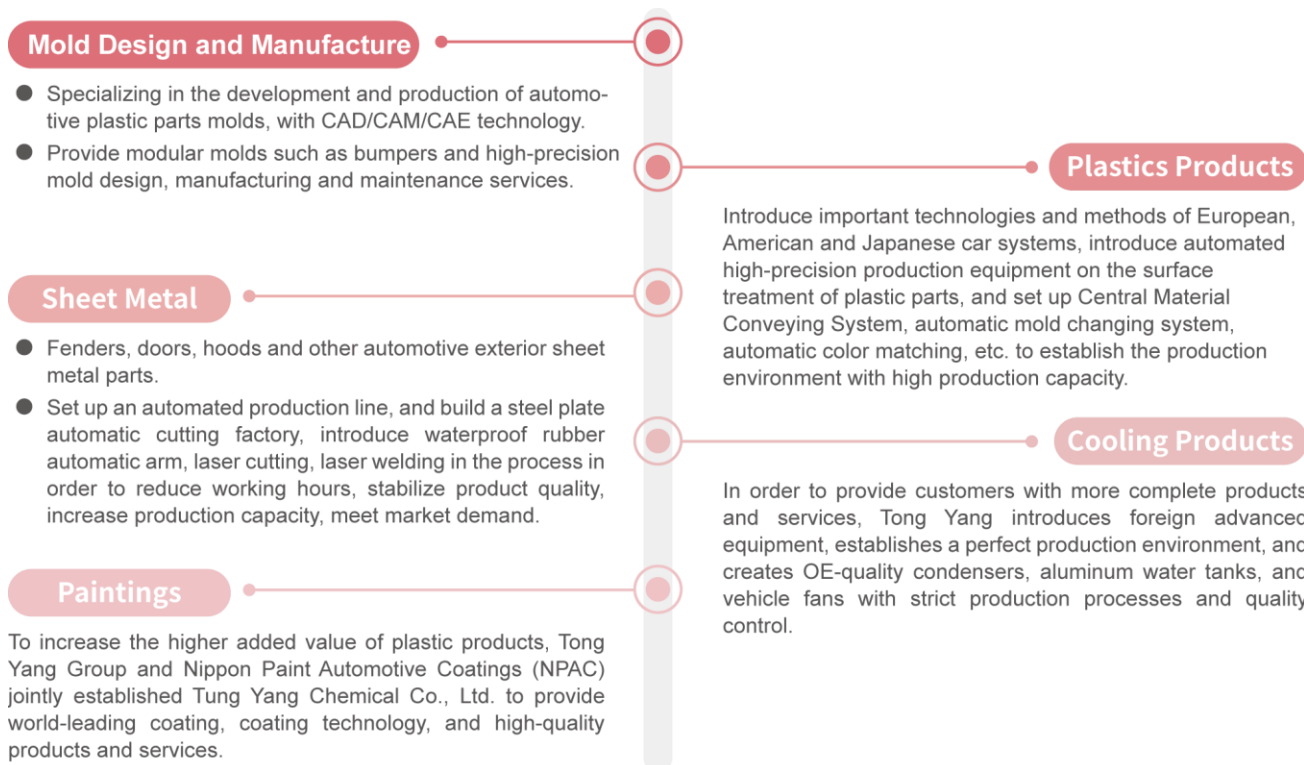 Mold Design and Manufacture
● Specializing in the development and production of automo-
tive plastic parts molds, with CAD/CAM/CAE technology.
● Provide modular molds such as bumpers and high-precision
mold design, manufacturing and maintenance services.
Plastics Products
Introduce important technologies and methods of European,
American and Japanese car systems, introduce automated
high-precision production equipment on the surface
treatment of plastic parts, and set up Central Material
Conveying System, automatic mold changing system,
automatic color matching, etc. to establish the production
environment with high production capacity.
Sheet Metal
● Fenders, doors, hoods and other automotive exterior sheet
metal parts.
● Set up an automated production line, and build a steel plate
automatic cutting factory, introduce waterproof rubber
automatic arm, laser cutting, laser welding in the process in
order to reduce working hours, stabilize product quality,
increase production capacity, meet market demand.
Cooling Products
In order to provide customers with more complete products
and services, Tong Yang introduces foreign advanced
equipment, establishes a perfect production environment, and
creates OE-quality condensers, aluminum water tanks, and
vehicle fans with strict production processes and quality
control.
Paintings
To increase the higher added value of plastic products, Tong
Yang Group and Nippon Paint Automotive Coatings (NPAC)
jointly established Tung Yang Chemical Co., Ltd. to provide
world-leading coating, coating technology, and high-quality
products and services.